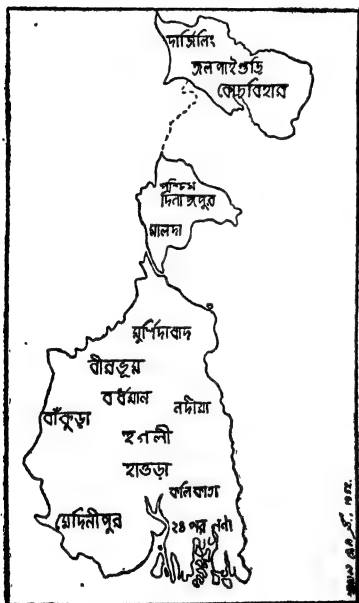 দার্জিলিং
জলপাইগুড়ি
কোচবিহার
পশ্চিম
দিনাজপুর
মালদা
মুর্শিদাবাদ
বীরভূম
বর্ধমান
নদীয়া
বাঁকুড়া
হুগলী
হাওড়া
কলিকাতা
মেদিনীপুর
২৪ পরগনা